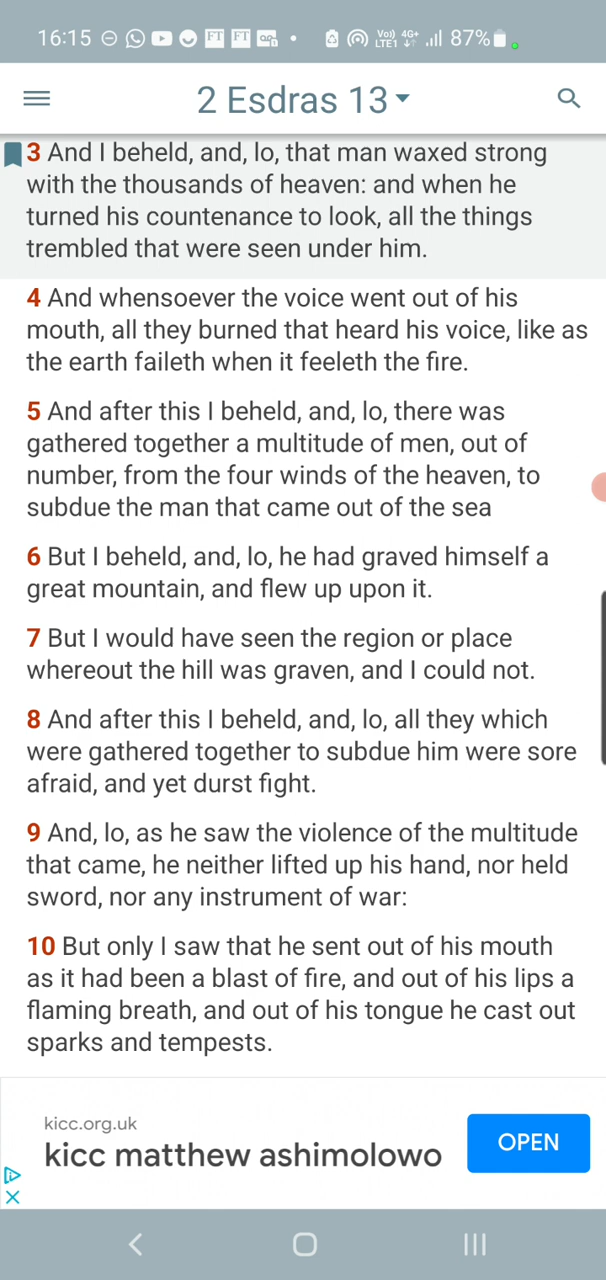 16:15
FT FT
Vo)) 4G+
LTE1
87%
2 Esdras 13
3 And I beheld, and, lo, that man waxed strong
with the thousands of heaven: and when he
turned his countenance to look, all the things
trembled that were seen under him.
4 And whensoever the voice went out of his
mouth, all they burned that heard his voice, like as
the earth faileth when it feeleth the fire.
5 And after this I beheld, and, lo, there was
gathered together a multitude of men, out of
number, from the four winds of the heaven, to
subdue the man that came out of the sea
6 But I beheld, and, lo, he had graved himself a
great mountain, and flew up upon it.
7 But I would have seen the region or place
whereout the hill was graven, and I could not.
8 And after this I beheld, and, lo, all they which
were gathered together to subdue him were sore
afraid, and yet durst fight.
9 And, lo, as he saw the violence of the multitude
that came, he neither lifted up his hand, nor held
sword, nor any instrument of war:
10 But only I saw that he sent out of his mouth
as it had been a blast of fire, and out of his lips a
flaming breath, and out of his tongue he cast out
sparks and tempests.
kicc.org.uk
kicc matthew ashimolowo
OPEN